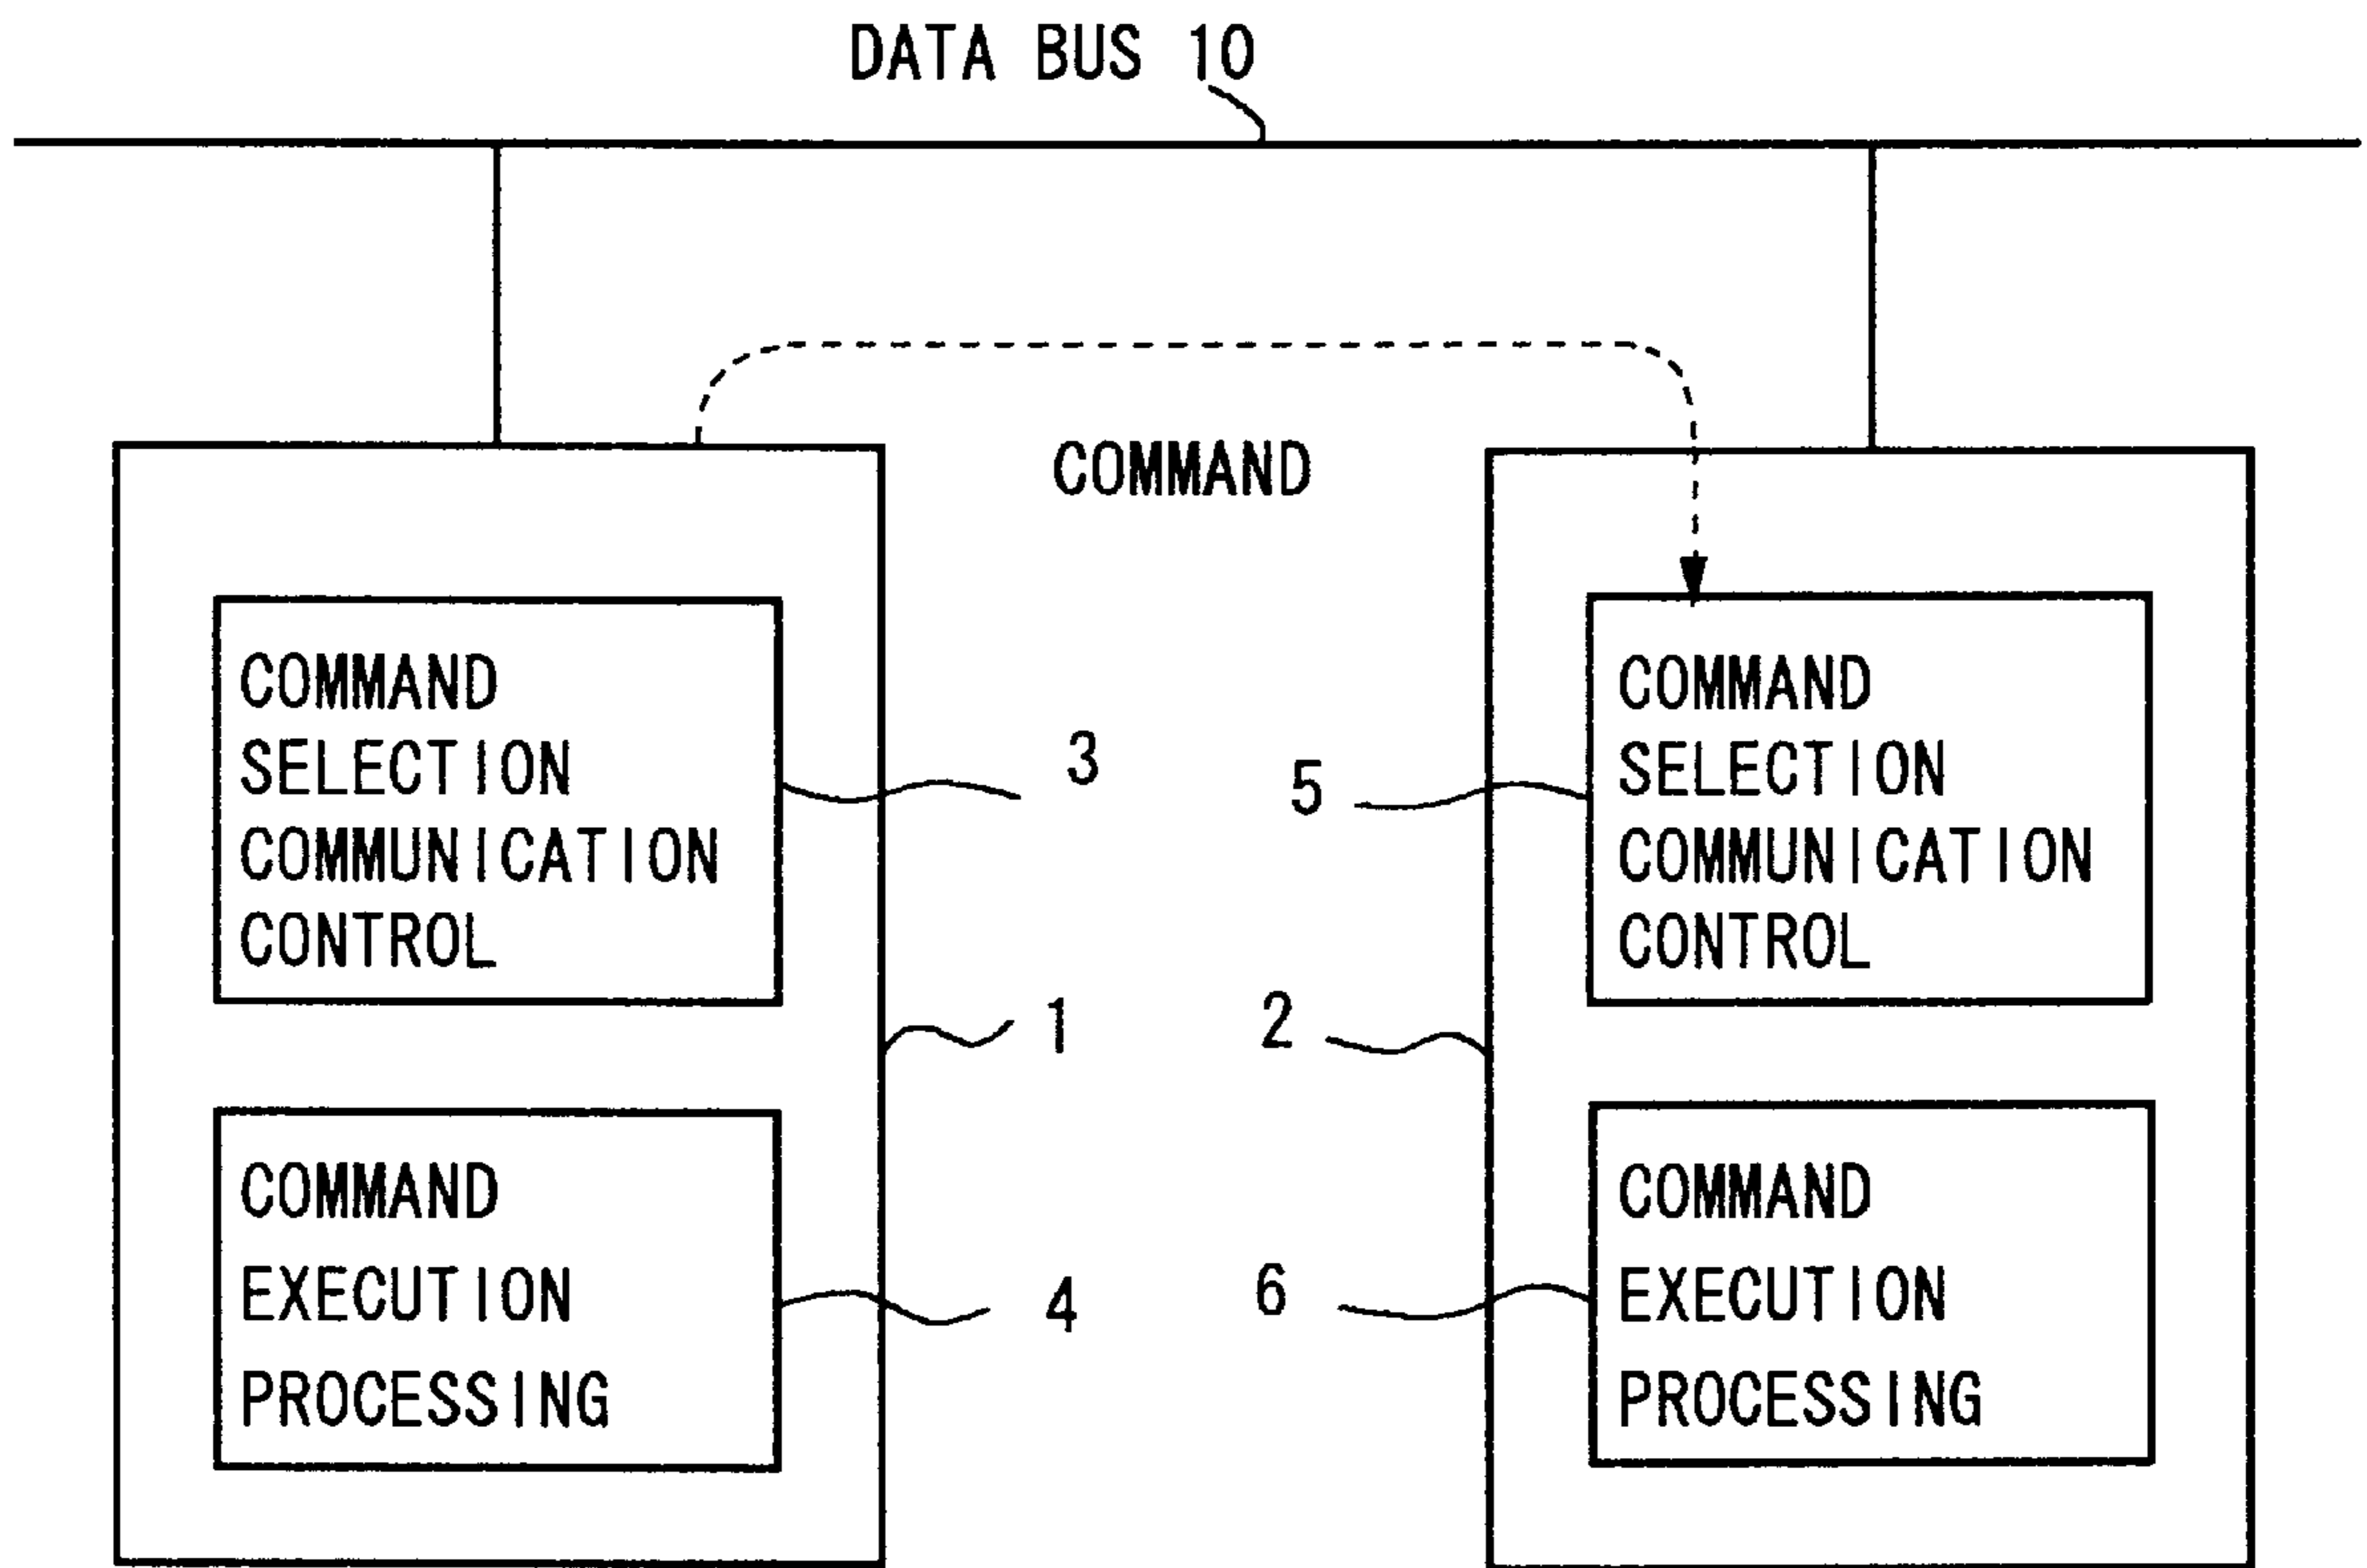 DATA BUS 10
COMMAND
COMMAND
SELECTION
COMMUNICATION
CONTROL
3
1
COMMAND
EXECUTION
PROCESSING
4
5
COMMAND
SELECTION
COMMUNICATION
CONTROL
2
6
COMMAND
EXECUTION
PROCESSING